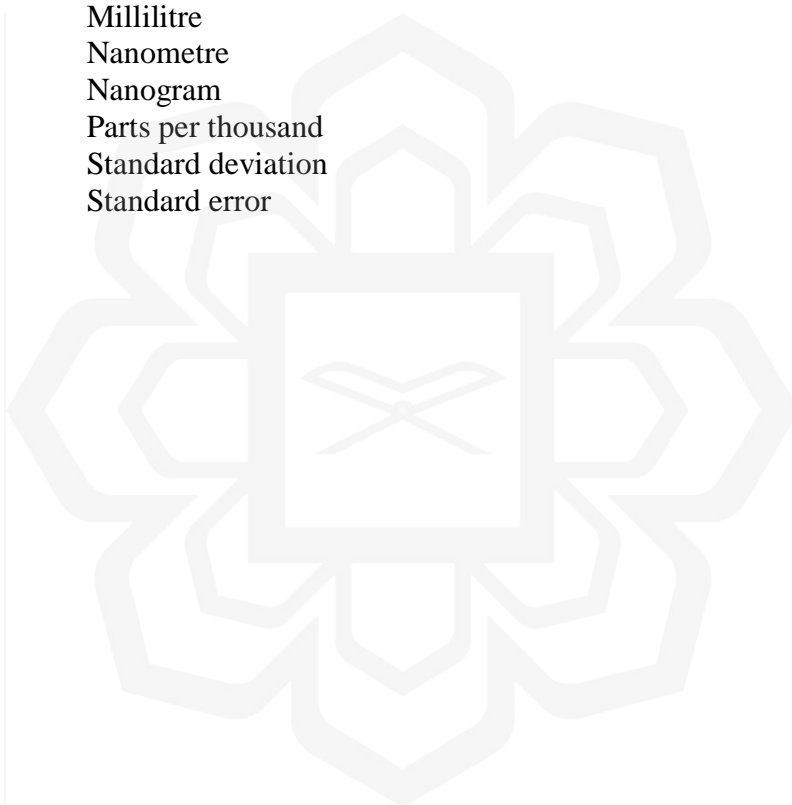 Millilitre
Nanometre
Nanogram
Parts per thousand
Standard deviation
Standard error